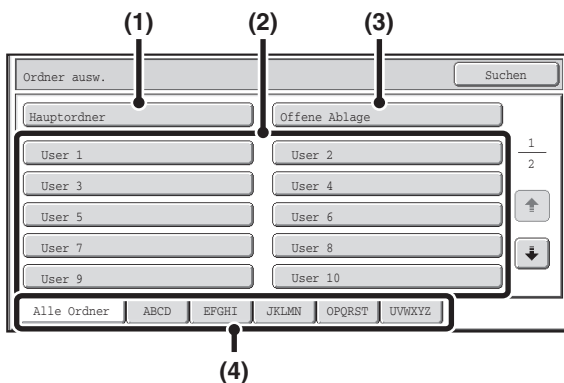 (1) (2) (3)
Ordner ausw. Suchen
Hauptordner Offene Ablage
User 1 User 2 1
2
User 3 User 4
User 5 User 6
User 7 User 8
User 9 User 10
Alle Ordner ABCD EFGHI JKLMN OPQRST UVWXYZ
(4)